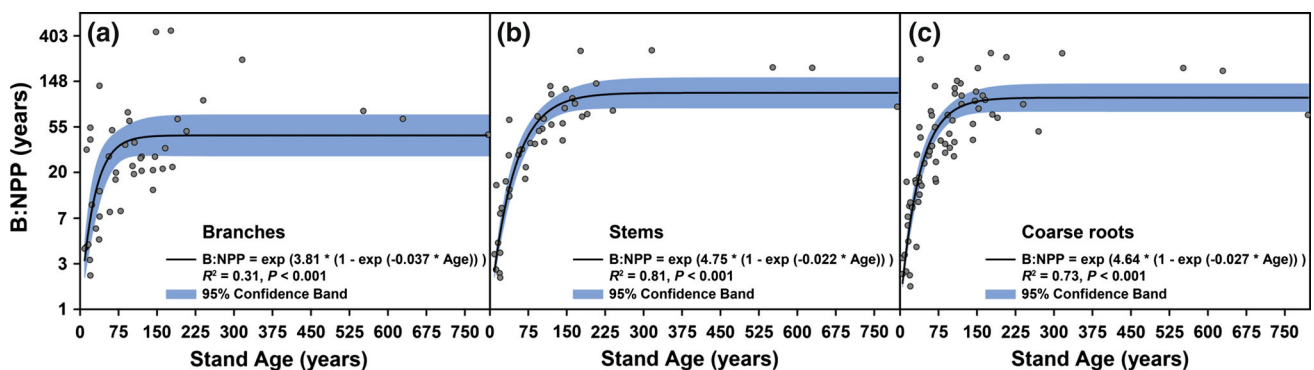 (a)
(b)
(c)
B:NPP (years)
403
148
55
20
7
3
1
Branches
B:NPP = exp (3.81 * (1 - exp (-0.037 * Age)) )
R² = 0.31, P < 0.001
95% Confidence Band
Stems
B:NPP = exp (4.75 * (1 - exp (-0.022 * Age)) )
R² = 0.81, P < 0.001
95% Confidence Band
Coarse roots
B:NPP = exp (4.64 * (1 - exp (-0.027 * Age)) )
R² = 0.73, P < 0.001
95% Confidence Band
0 75 150 225 300 375 450 525 600 675 750
0 75 150 225 300 375 450 525 600 675 750
0 75 150 225 300 375 450 525 600 675 750
Stand Age (years)
Stand Age (years)
Stand Age (years)